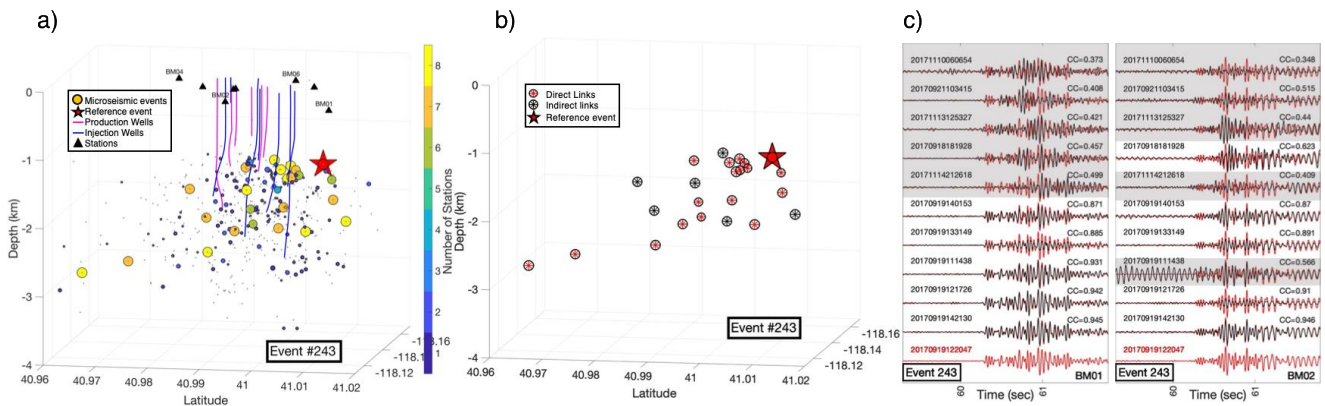 a)
BM04
BM06
BM02
BM01
Microseismic events
Reference event
Production Wells
Injection Wells
Stations
0
-1
-2
-3
-4
Depth (km)
40.96
40.97
40.98
40.99
41
41.01
41.02
Latitude
-118.16
-118.14
-118.12
Event #243
8
7
6
5
4
3
2
1
Number of Stations
b)
Direct Links
Indirect links
Reference event
0
-1
-2
-3
-4
Depth (km)
40.96
40.97
40.98
40.99
41
41.01
41.02
Latitude
-118.16
-118.14
-118.12
Event #243
c)
20171110060654 CC=0.373
20170921103415 CC=0.408
20171113125327 CC=0.421
20170918181928 CC=0.457
20171114212618 CC=0.499
20170919140153 CC=0.871
20170919133149 CC=0.885
20170919111438 CC=0.931
20170919121726 CC=0.942
20170919142130 CC=0.945
20170919122047
Event 243 BM01
60 61
Time (sec)
20171110060654 CC=0.348
20170921103415 CC=0.515
20171113125327 CC=0.44
20170918181928 CC=0.623
20171114212618 CC=0.409
20170919140153 CC=0.87
20170919133149 CC=0.891
20170919111438 CC=0.566
20170919121726 CC=0.91
20170919142130 CC=0.946
20170919122047
Event 243 BM02
60 61
Time (sec)